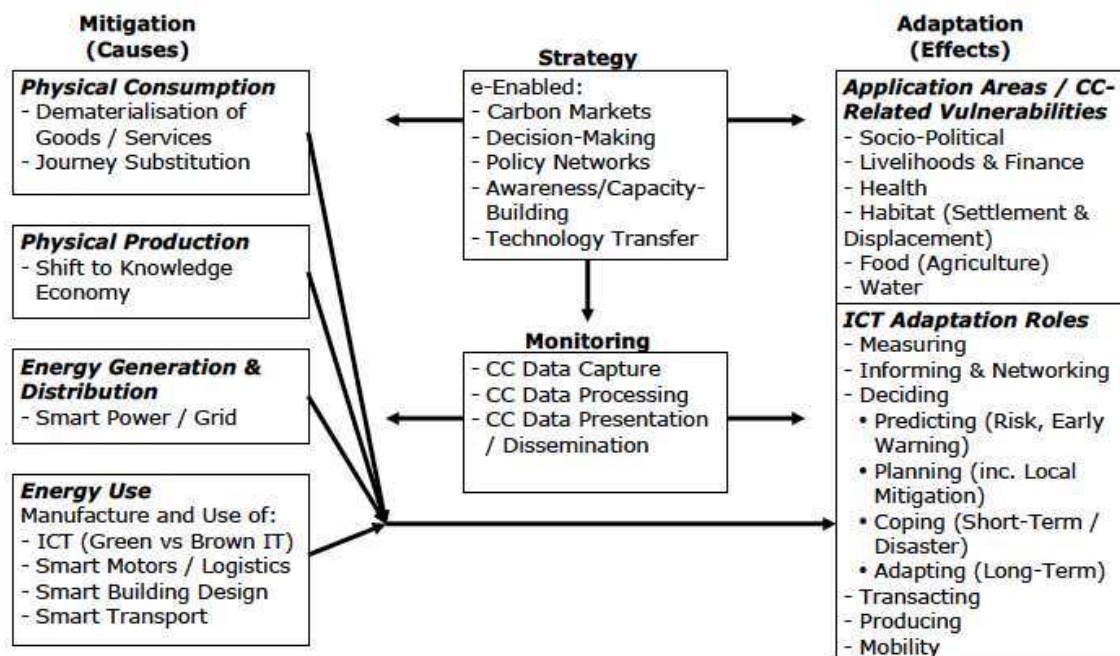 Mitigation
(Causes)
Physical Consumption
- Dematerialisation of
Goods / Services
- Journey Substitution
Physical Production
- Shift to Knowledge
Economy
Energy Generation &
Distribution
- Smart Power / Grid
Energy Use
Manufacture and Use of:
- ICT (Green vs Brown IT)
- Smart Motors / Logistics
- Smart Building Design
- Smart Transport
Strategy
e-Enabled:
- Carbon Markets
- Decision-Making
- Policy Networks
- Awareness/Capacity-
Building
- Technology Transfer
Monitoring
- CC Data Capture
- CC Data Processing
- CC Data Presentation
/ Dissemination
Adaptation
(Effects)
Application Areas / CC-
Related Vulnerabilities
- Socio-Political
- Livelihoods & Finance
- Health
- Habitat (Settlement &
Displacement)
- Food (Agriculture)
- Water
ICT Adaptation Roles
- Measuring
- Informing & Networking
- Deciding
• Predicting (Risk, Early
Warning)
• Planning (inc. Local
Mitigation)
• Coping (Short-Term /
Disaster)
• Adapting (Long-Term)
- Transacting
- Producing
- Mobility